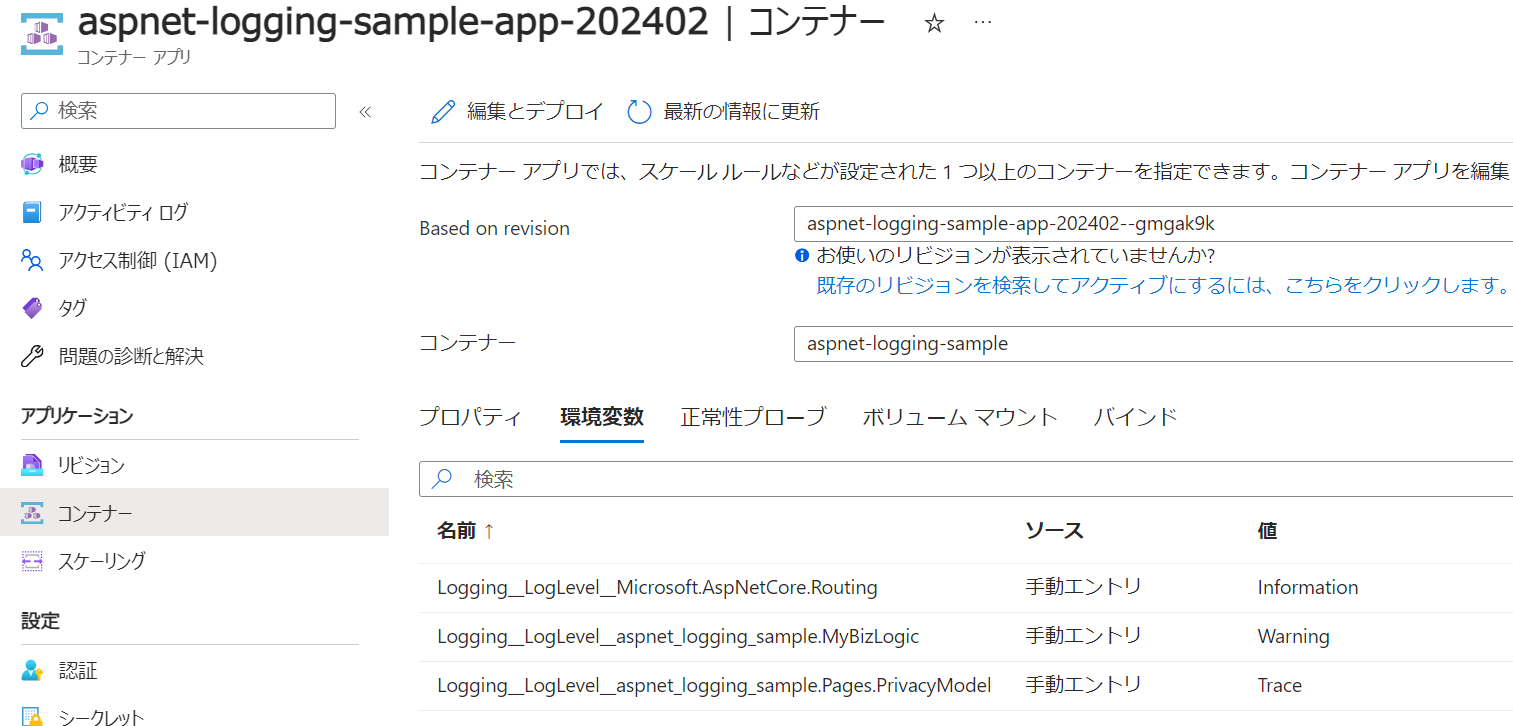 aspnet-logging-sample-app-202402 | コンテナー ☆ …
コンテナー アプリ
検索
«
編集とデプロイ 最新の情報に更新
概要
アクティビティ ログ
アクセス制御 (IAM)
タグ
問題の診断と解決
アプリケーション
リビジョン
コンテナー
スケーリング
設定
認証
シークレット
コンテナー アプリでは、スケール ルールなどが設定された 1 つ以上のコンテナーを指定できます。コンテナー アプリを編集
Based on revision
aspnet-logging-sample-app-202402--gmgak9k
お使いのリビジョンが表示されていませんか?
既存のリビジョンを検索してアクティブにするには、こちらをクリックします。
コンテナー
aspnet-logging-sample
プロパティ 環境変数 正常性プローブ ボリューム マウント バインド
検索
名前 ↑ ソース 値
Logging__LogLevel__Microsoft.AspNetCore.Routing 手動エントリ Information
Logging__LogLevel__aspnet_logging_sample.MyBizLogic 手動エントリ Warning
Logging__LogLevel__aspnet_logging_sample.Pages.PrivacyModel 手動エントリ Trace